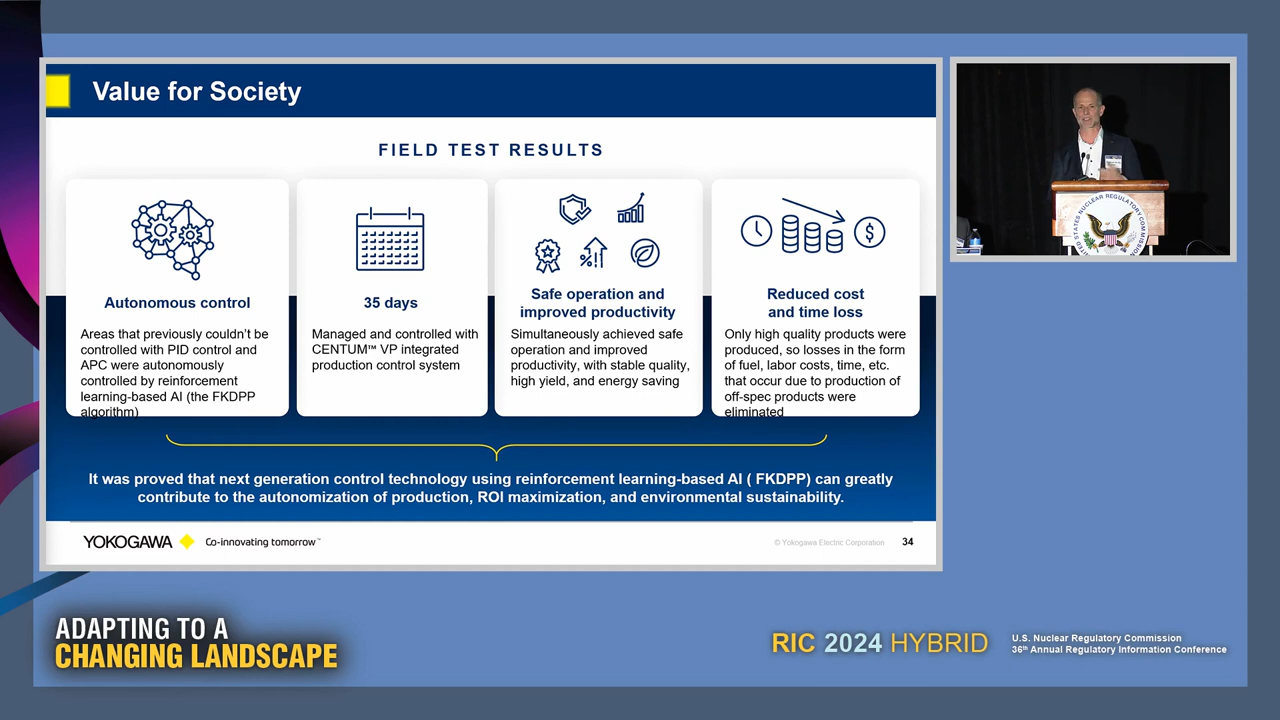 Value for Society
FIELD TEST RESULTS
Autonomous control
Areas that previously couldn't be
controlled with PID control and
APC were autonomously
controlled by reinforcement
learning-based AI (the FKDPP
algorithm)
35 days
Managed and controlled with
CENTUM™ VP integrated
production control system
Safe operation and
improved productivity
Simultaneously achieved safe
operation and improved
productivity, with stable quality,
high yield, and energy saving
Reduced cost
and time loss
Only high quality products were
produced, so losses in the form
of fuel, labor costs, time, etc.
that occur due to production of
off-spec products were
eliminated
It was proved that next generation control technology using reinforcement learning-based AI ( FKDPP) can greatly
contribute to the autonomization of production, ROI maximization, and environmental sustainability.
YOKOGAWA Co-innovating tomorrow™
© Yokogawa Electric Corporation
34
UNITED STATES NUCLEAR REGULATORY COMMISSION
ADAPTING TO A
CHANGING LANDSCAPE
RIC 2024 HYBRID
U.S. Nuclear Regulatory Commission
36th Annual Regulatory Information Conference